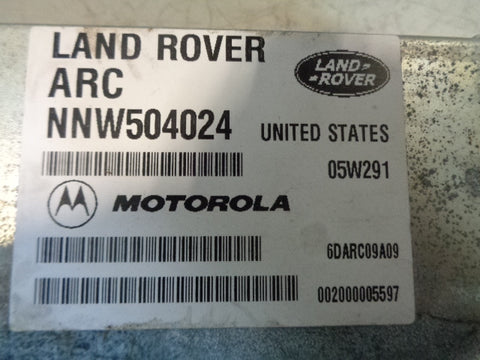 LAND ROVER
ARC
LAND-
-ROVER
NNW504024
UNITED STATES
05W291
MOTOROLA
6DARC09A09
002000005597